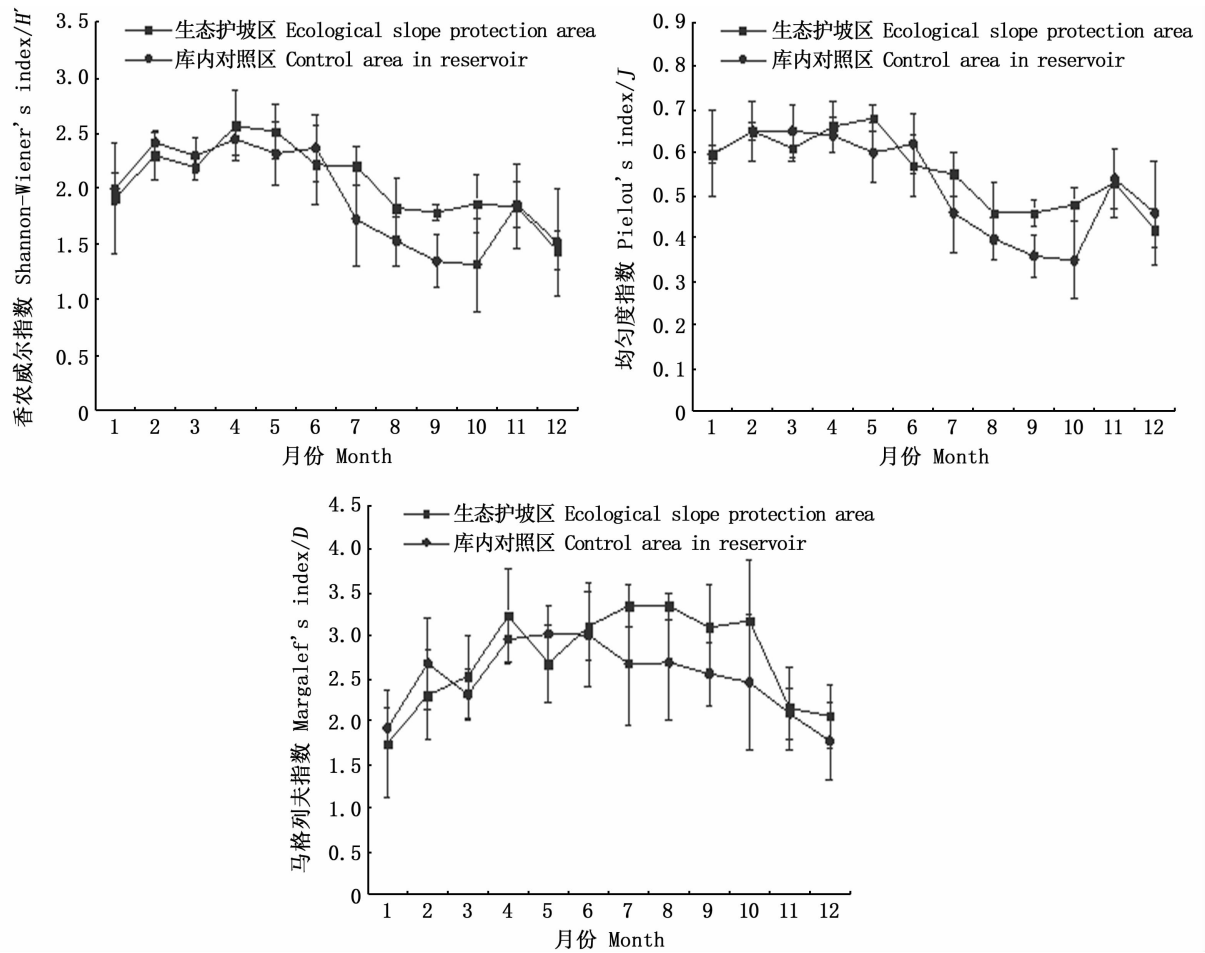 香农威尔指数 Shannon-Wiener's index/H′
3.5
3.0
2.5
2.0
1.5
1.0
0.5
0
生态护坡区 Ecological slope protection area
库内对照区 Control area in reservoir
1 2 3 4 5 6 7 8 9 10 11 12
月份 Month
均匀度指数 Pielou's index/J
0.9
0.8
0.7
0.6
0.5
0.4
0.3
0.2
0.1
0
生态护坡区 Ecological slope protection area
库内对照区 Control area in reservoir
1 2 3 4 5 6 7 8 9 10 11 12
月份 Month
马格列夫指数 Margalef's index/D
4.5
4.0
3.5
3.0
2.5
2.0
1.5
1.0
0.5
0
生态护坡区 Ecological slope protection area
库内对照区 Control area in reservoir
1 2 3 4 5 6 7 8 9 10 11 12
月份 Month